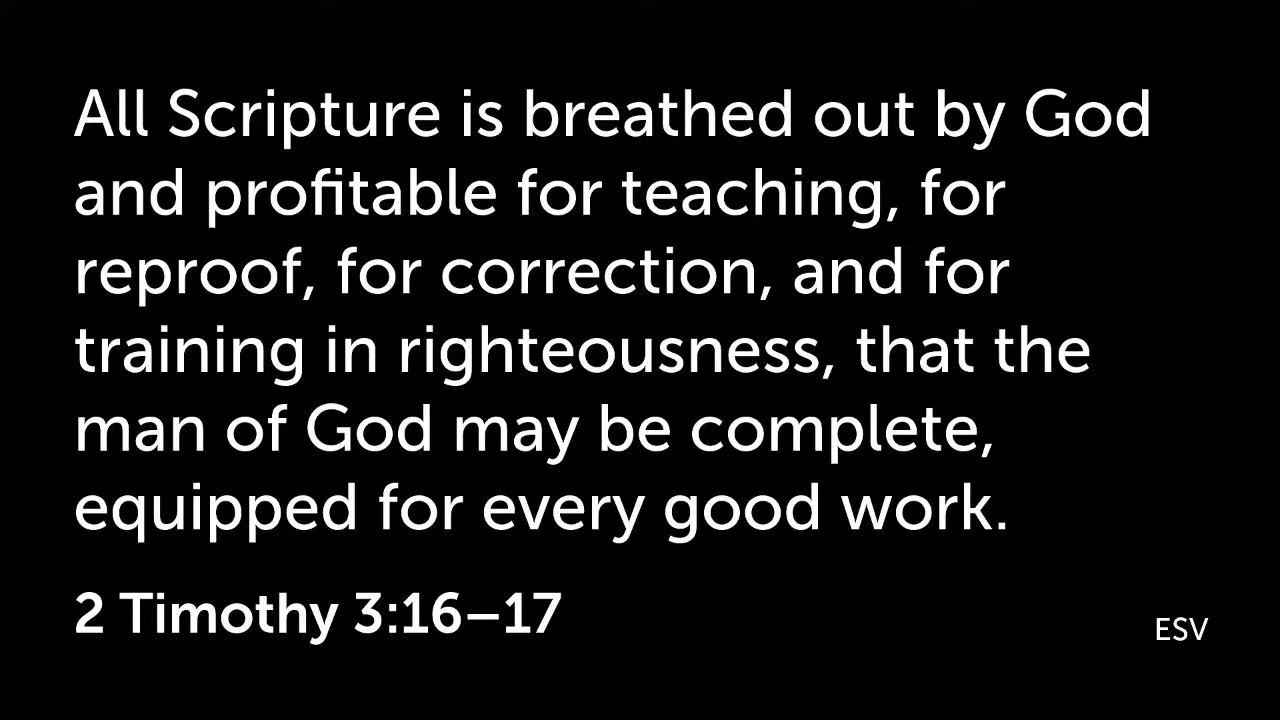 All Scripture is breathed out by God
and profitable for teaching, for
reproof, for correction, and for
training in righteousness, that the
man of God may be complete,
equipped for every good work.
2 Timothy 3:16–17
ESV